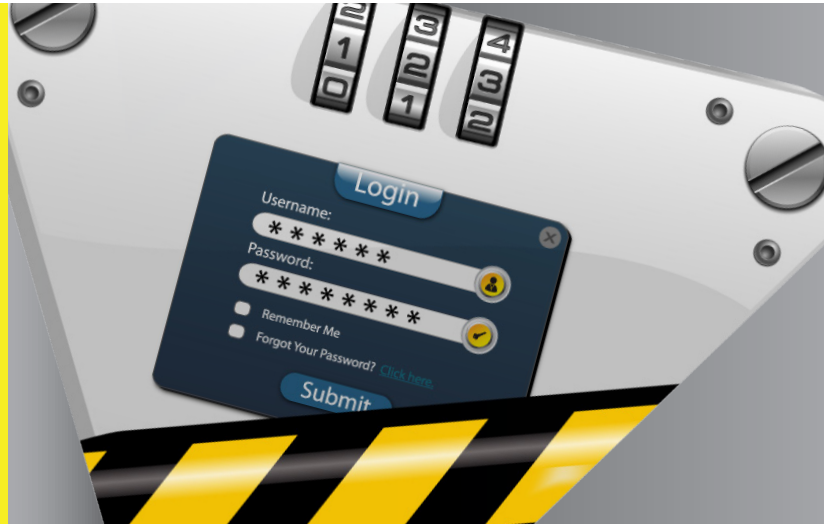 2 3 4
1 2 3
0 1 2
Login
Username:
******
Password:
********
Remember Me
Forgot Your Password? Click here.
Submit